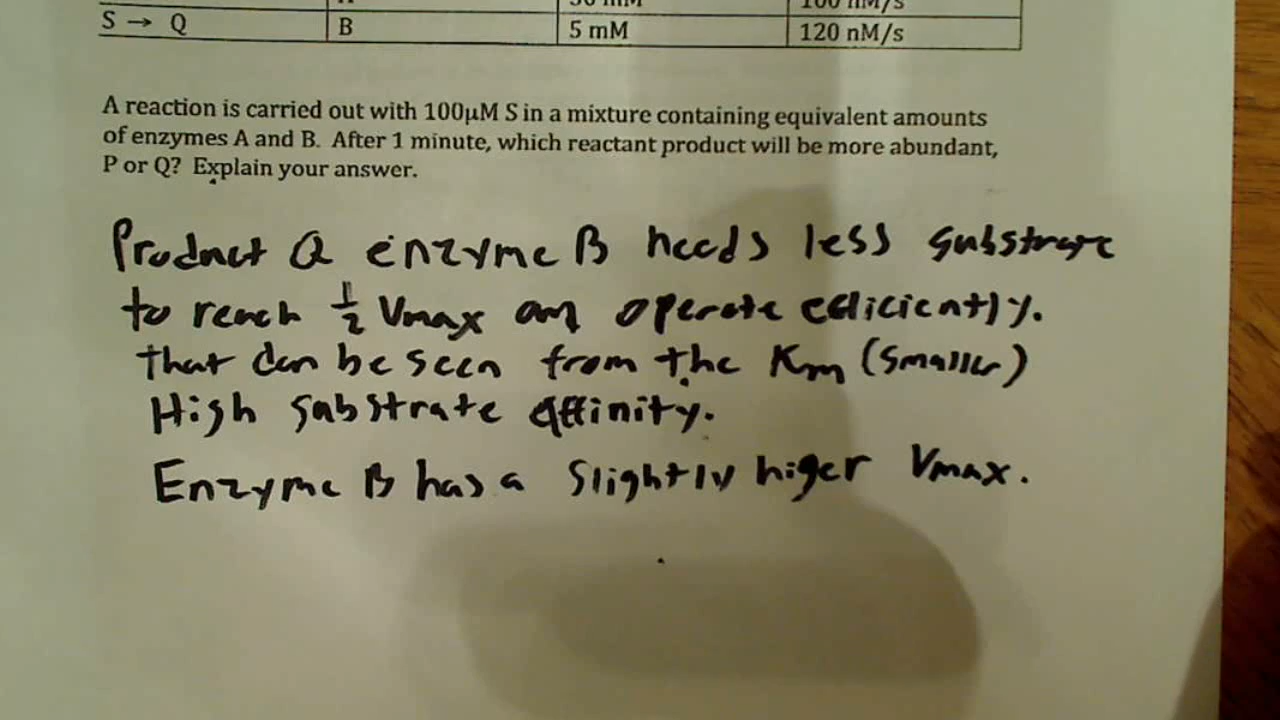 S → Q B 5 mM 120 nM/s
A reaction is carried out with 100μM S in a mixture containing equivalent amounts
of enzymes A and B. After 1 minute, which reactant product will be more abundant,
P or Q? Explain your answer.
Product Q enzyme B needs less substrate
to reach 1/2 Vmax and operate efficiently.
that can be seen from the Km (smaller)
High substrate affinity.
Enzyme B has a slightly higer Vmax.